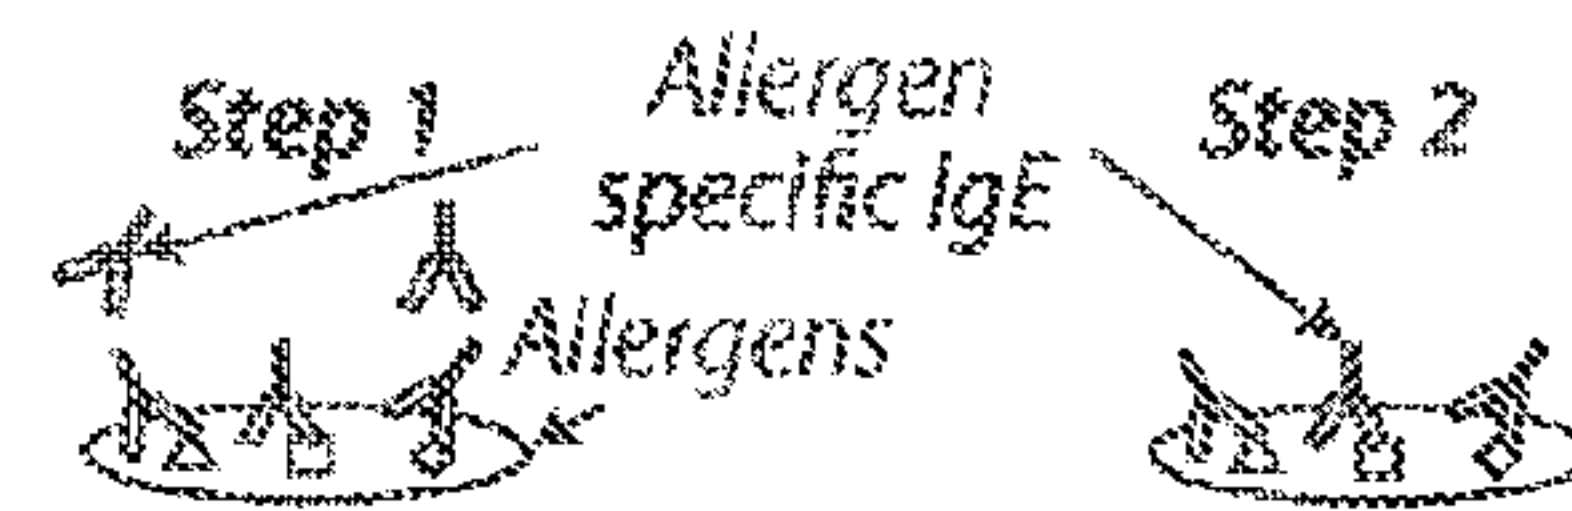 Step 1
Allergen
specific IgE
Step 2
Allergens